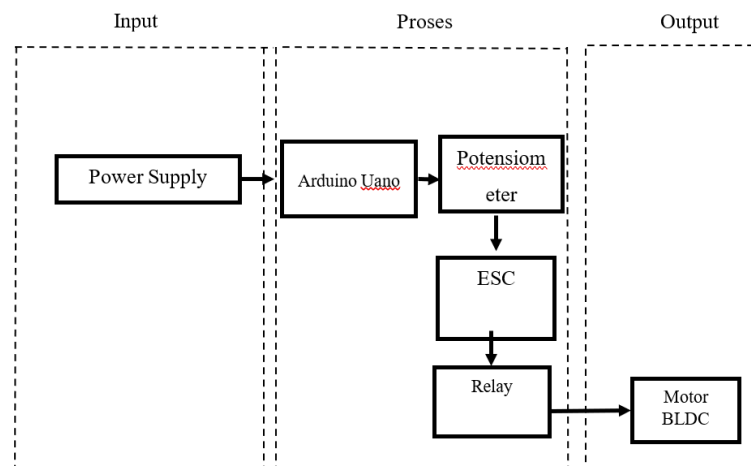 Input
Proses
Output
Power Supply
Arduino Uano
Potensiom
eter
ESC
Relay
Motor
BLDC